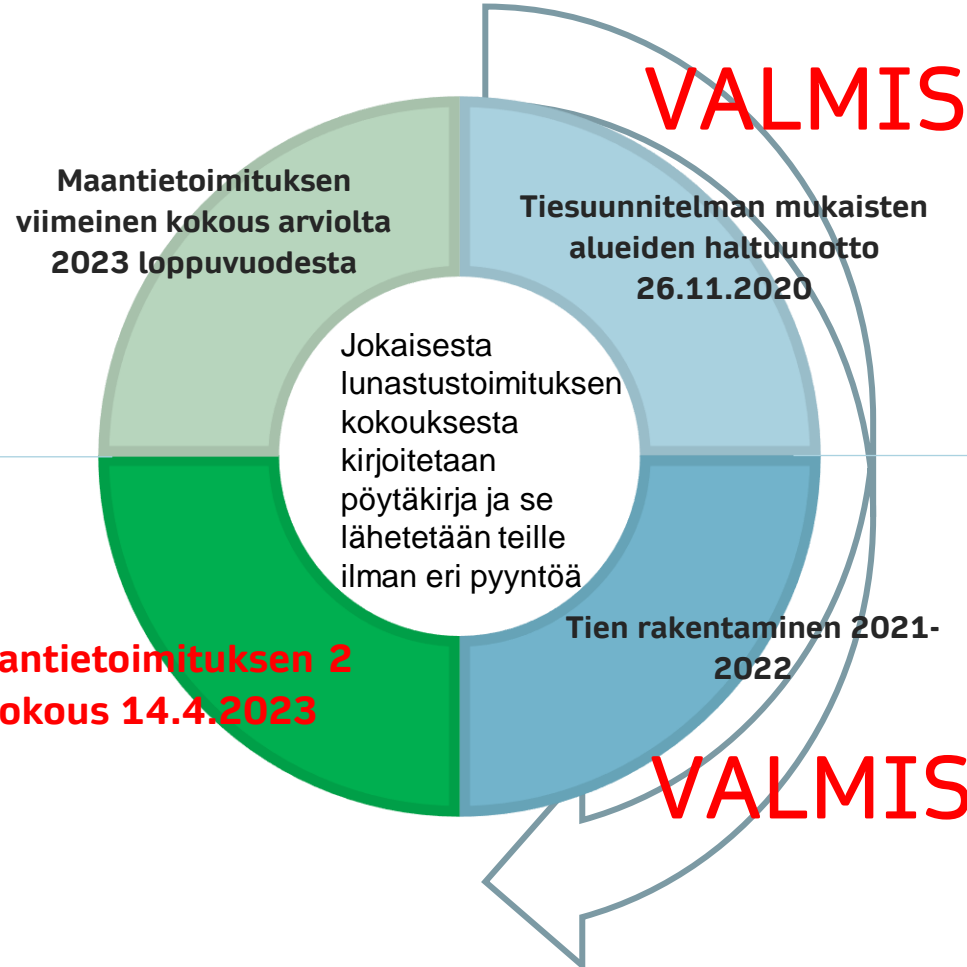 VALMIS
Maantietoimituksen
viimeinen kokous arviolta
2023 loppuvuodesta
Tiesuunnitelman mukaisten
alueiden haltuunotto
26.11.2020
Jokaisesta
lunastustoimituksen
kokouksesta
kirjoitetaan
pöytäkirja ja se
lähetetään teille
ilman eri pyyntöä
Tien rakentaminen 2021-
2022
antietoimituksen 2
okous 14.4.2023
VALMIS